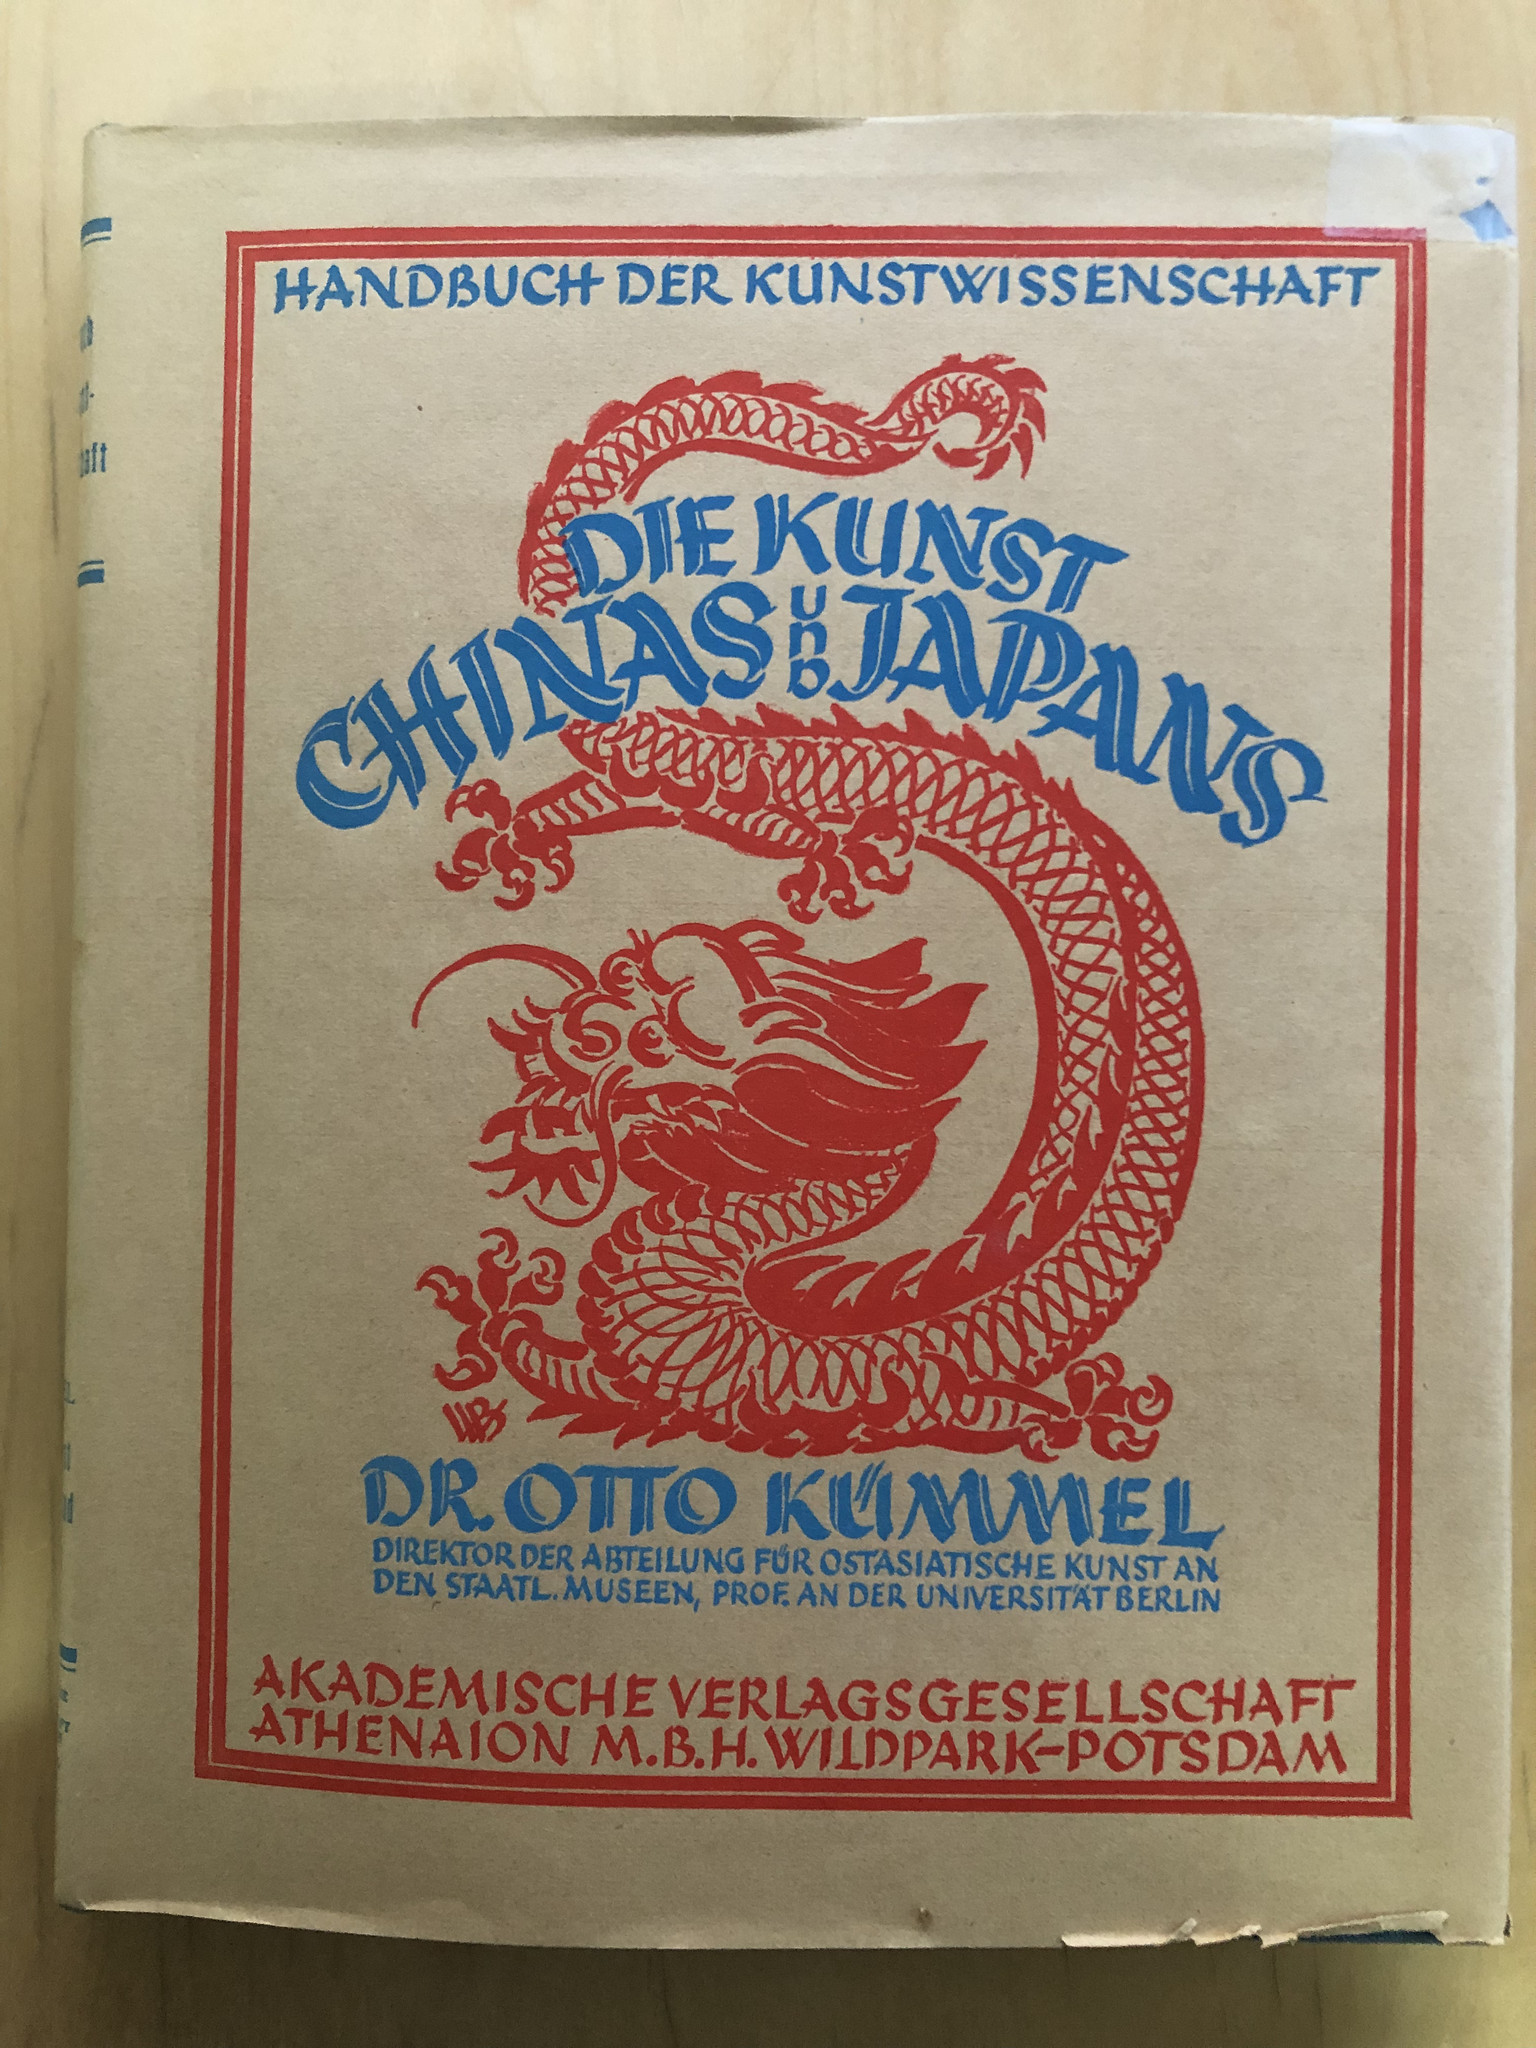 HANDBUCH DER KUNSTWISSENSCHAFT
DIE KUNST
CHINAS und JAPANS
WB
DR. OTTO KÜMMEL
DIREKTOR DER ABTEILUNG FÜR OSTASIATISCHE KUNST AN
DEN STAATL. MUSEEN, PROF. AN DER UNIVERSITÄT BERLIN
AKADEMISCHE VERLAGSGESELLSCHAFT
ATHENAION M.B.H. WILDPARK-POTSDAM